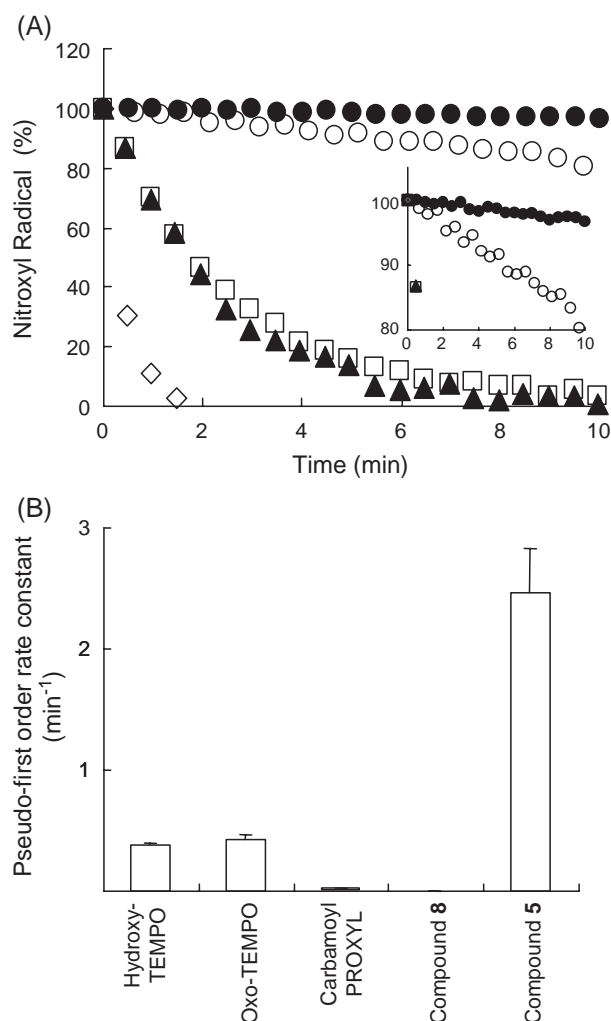 (A)
120
100
80
60
40
20
0
Nitroxyl Radical (%)
0 2 4 6 8 10
Time (min)
100
90
80
0 2 4 6 8 10
(B)
3
2
1
Pseudo-first order rate constant
(min-1)
Hydroxy-
TEMPO
Oxo-TEMPO
Carbamoyl
PROXYL
Compound 8
Compound 5